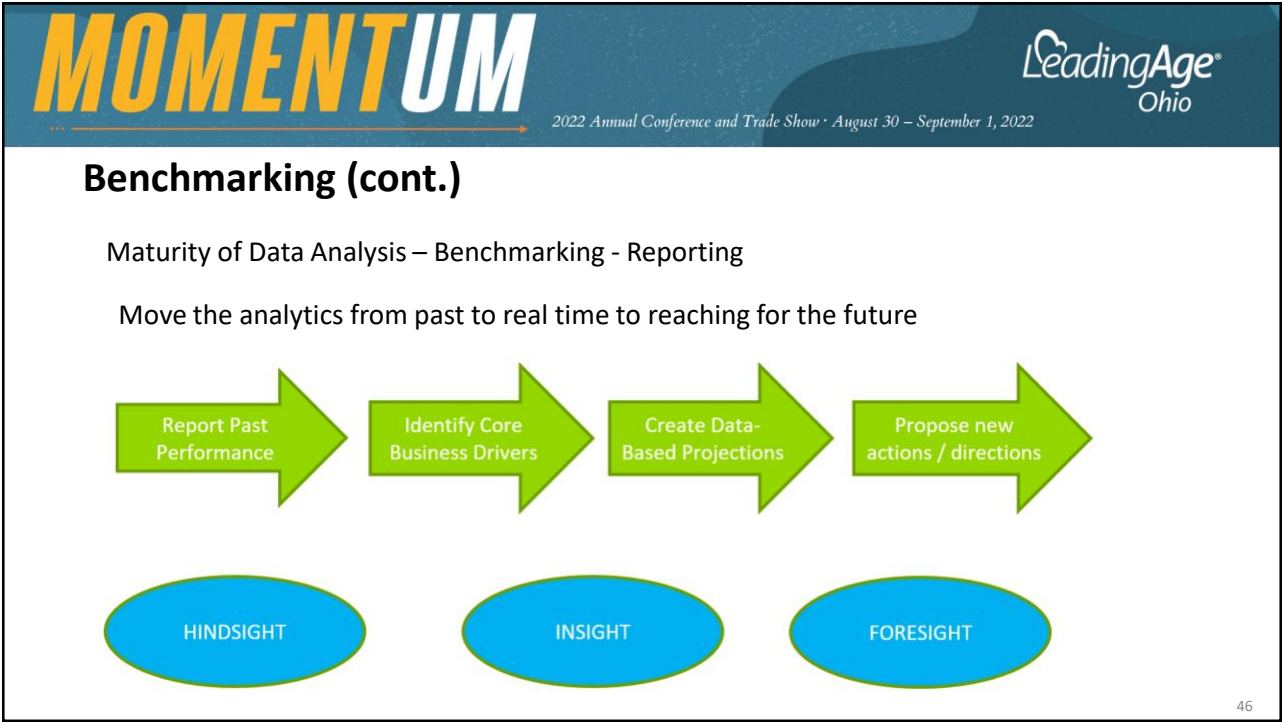 MOMENTUM
LeadingAge®
Ohio
2022 Annual Conference and Trade Show · August 30 – September 1, 2022
Benchmarking (cont.)
Maturity of Data Analysis – Benchmarking - Reporting
Move the analytics from past to real time to reaching for the future
Report Past
Performance
Identify Core
Business Drivers
Create Data-
Based Projections
Propose new
actions / directions
HINDSIGHT
INSIGHT
FORESIGHT
46